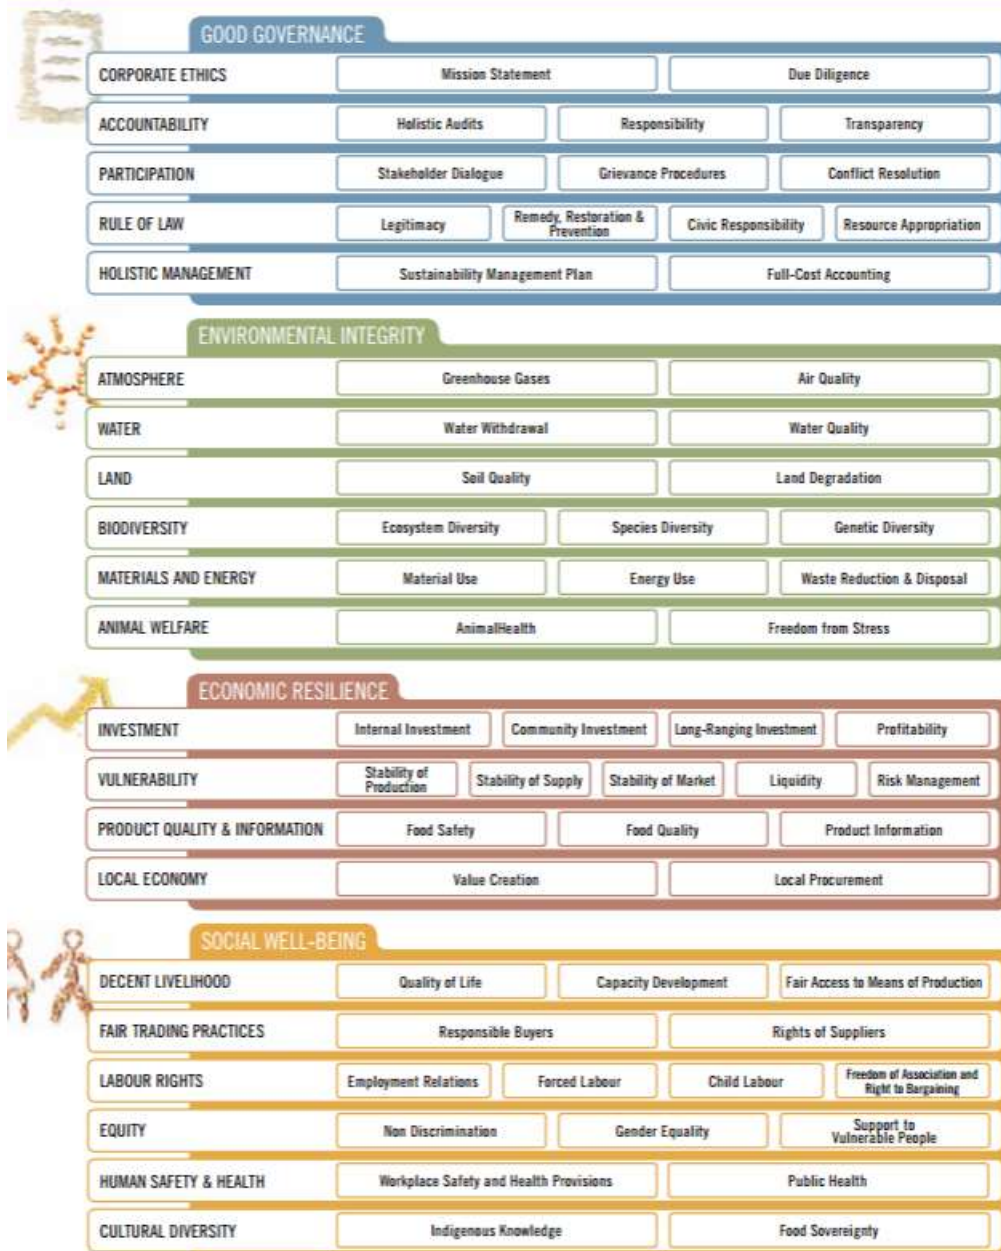 GOOD GOVERNANCE
CORPORATE ETHICS Mission Statement Due Diligence
ACCOUNTABILITY Holistic Audits Responsibility Transparency
PARTICIPATION Stakeholder Dialogue Grievance Procedures Conflict Resolution
RULE OF LAW Legitimacy Remedy, Restoration & Prevention Civic Responsibility Resource Appropriation
HOLISTIC MANAGEMENT Sustainability Management Plan Full-Cost Accounting
ENVIRONMENTAL INTEGRITY
ATMOSPHERE Greenhouse Gases Air Quality
WATER Water Withdrawal Water Quality
LAND Soil Quality Land Degradation
BIODIVERSITY Ecosystem Diversity Species Diversity Genetic Diversity
MATERIALS AND ENERGY Material Use Energy Use Waste Reduction & Disposal
ANIMAL WELFARE AnimalHealth Freedom from Stress
ECONOMIC RESILIENCE
INVESTMENT Internal Investment Community Investment Long-Ranging Investment Profitability
VULNERABILITY Stability of Production Stability of Supply Stability of Market Liquidity Risk Management
PRODUCT QUALITY & INFORMATION Food Safety Food Quality Product Information
LOCAL ECONOMY Value Creation Local Procurement
SOCIAL WELL-BEING
DECENT LIVELIHOOD Quality of Life Capacity Development Fair Access to Means of Production
FAIR TRADING PRACTICES Responsible Buyers Rights of Suppliers
LABOUR RIGHTS Employment Relations Forced Labour Child Labour Freedom of Association and Right to Bargaining
EQUITY Non Discrimination Gender Equality Support to Vulnerable People
HUMAN SAFETY & HEALTH Workplace Safety and Health Provisions Public Health
CULTURAL DIVERSITY Indigenous Knowledge Food Sovereignty